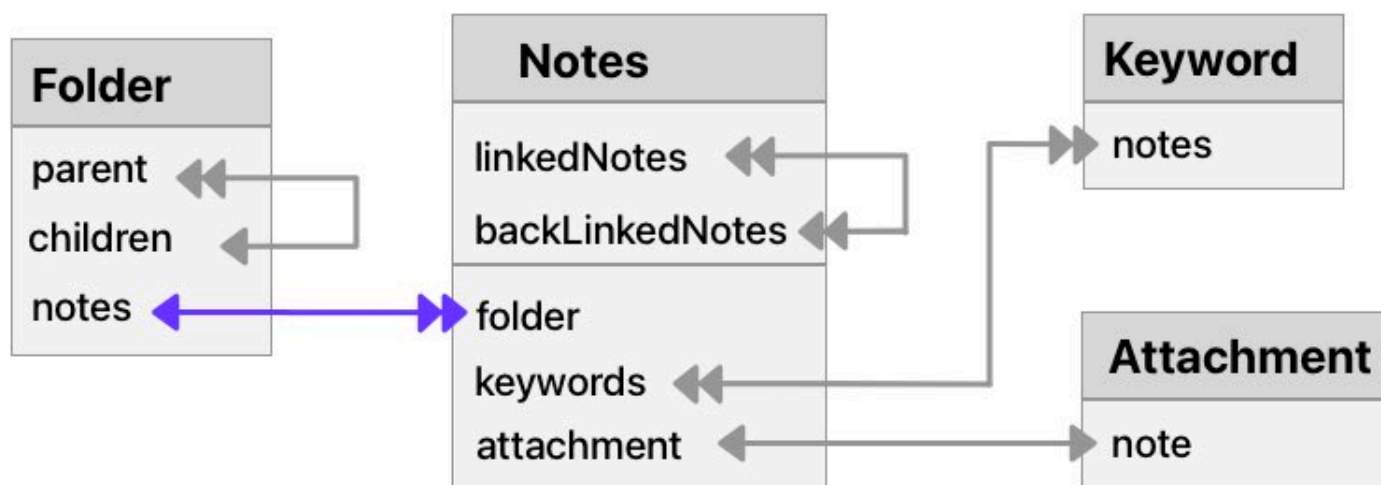 Folder
parent
children
notes
Notes
linkedNotes
backLinkedNotes
folder
keywords
attachment
Keyword
notes
Attachment
note